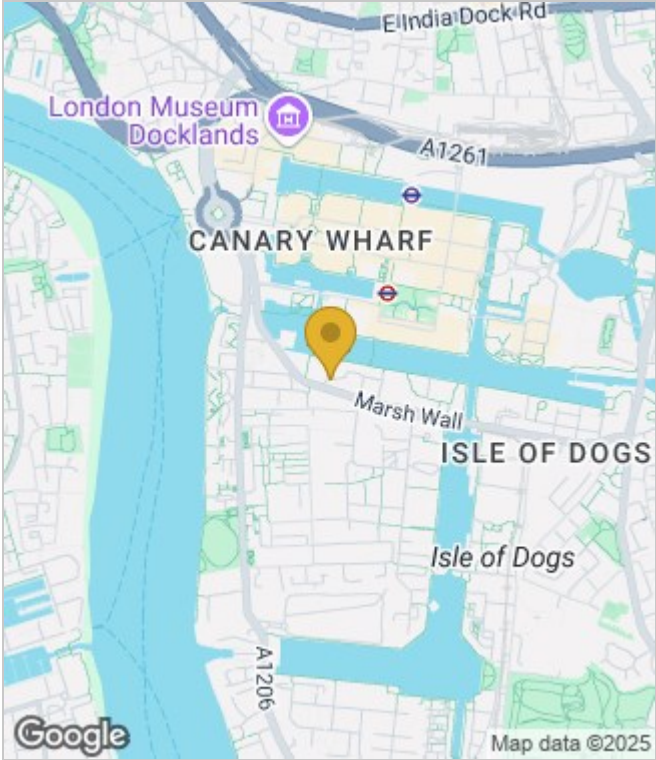 E India Dock Rd
London Museum
Docklands
A1261
CANARY WHARF
Marsh Wall
ISLE OF DOGS
Isle of Dogs
A1206
Google
Map data ©2025